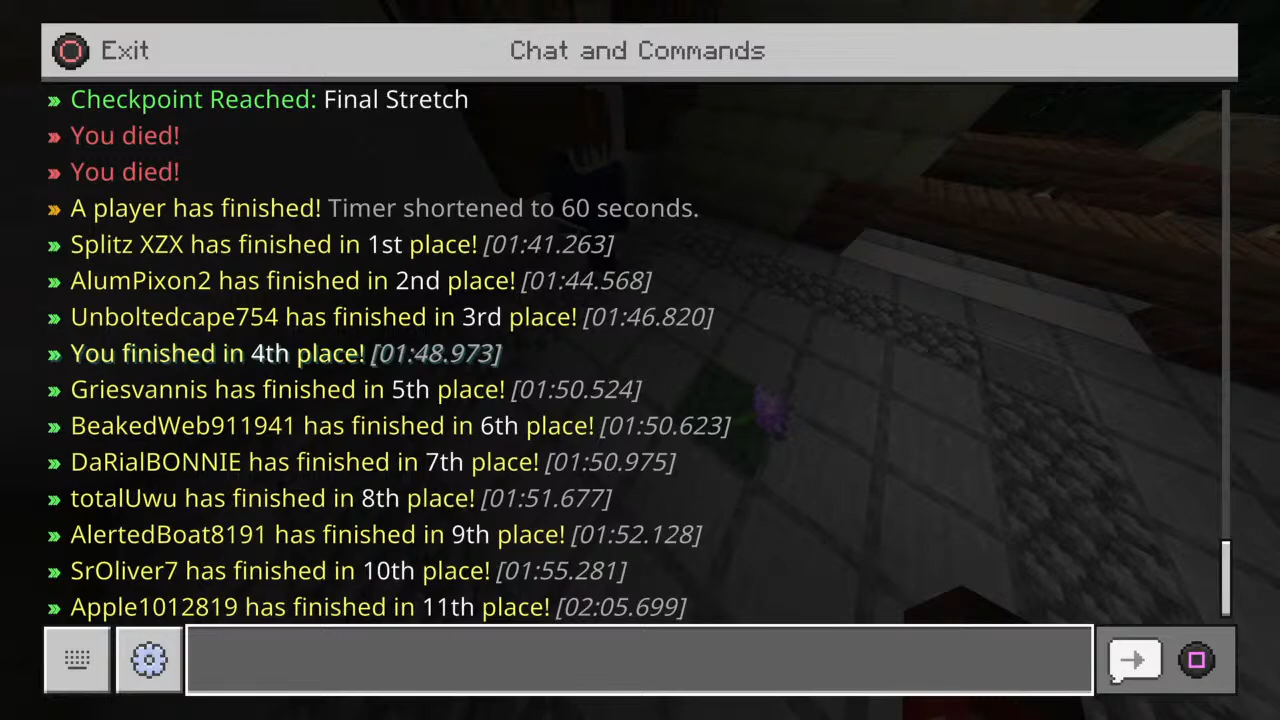 Exit
Chat and Commands
» Checkpoint Reached: Final Stretch
» You died!
» You died!
» A player has finished! Timer shortened to 60 seconds.
» Splitz XZX has finished in 1st place! [01:41.263]
» AlumPixon2 has finished in 2nd place! [01:44.568]
» Unboltedcape754 has finished in 3rd place! [01:46.820]
» You finished in 4th place! [01:48.973]
» Griesvannis has finished in 5th place! [01:50.524]
» BeakedWeb911941 has finished in 6th place! [01:50.623]
» DaRialBONNIE has finished in 7th place! [01:50.975]
» totalUwu has finished in 8th place! [01:51.677]
» AlertedBoat8191 has finished in 9th place! [01:52.128]
» SrOliver7 has finished in 10th place! [01:55.281]
» Apple1012819 has finished in 11th place! [02:05.699]